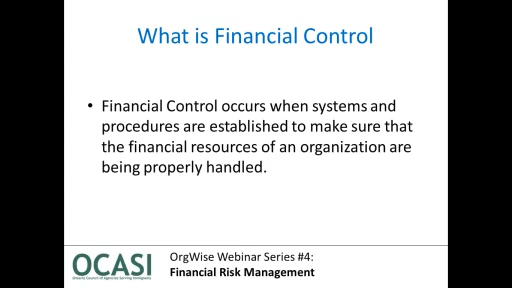 What is Financial Control
• Financial Control occurs when systems and
procedures are established to make sure that
the financial resources of an organization are
being properly handled.
OCASI
Ontario Council of Agencies Serving Immigrants
OrgWise Webinar Series #4:
Financial Risk Management